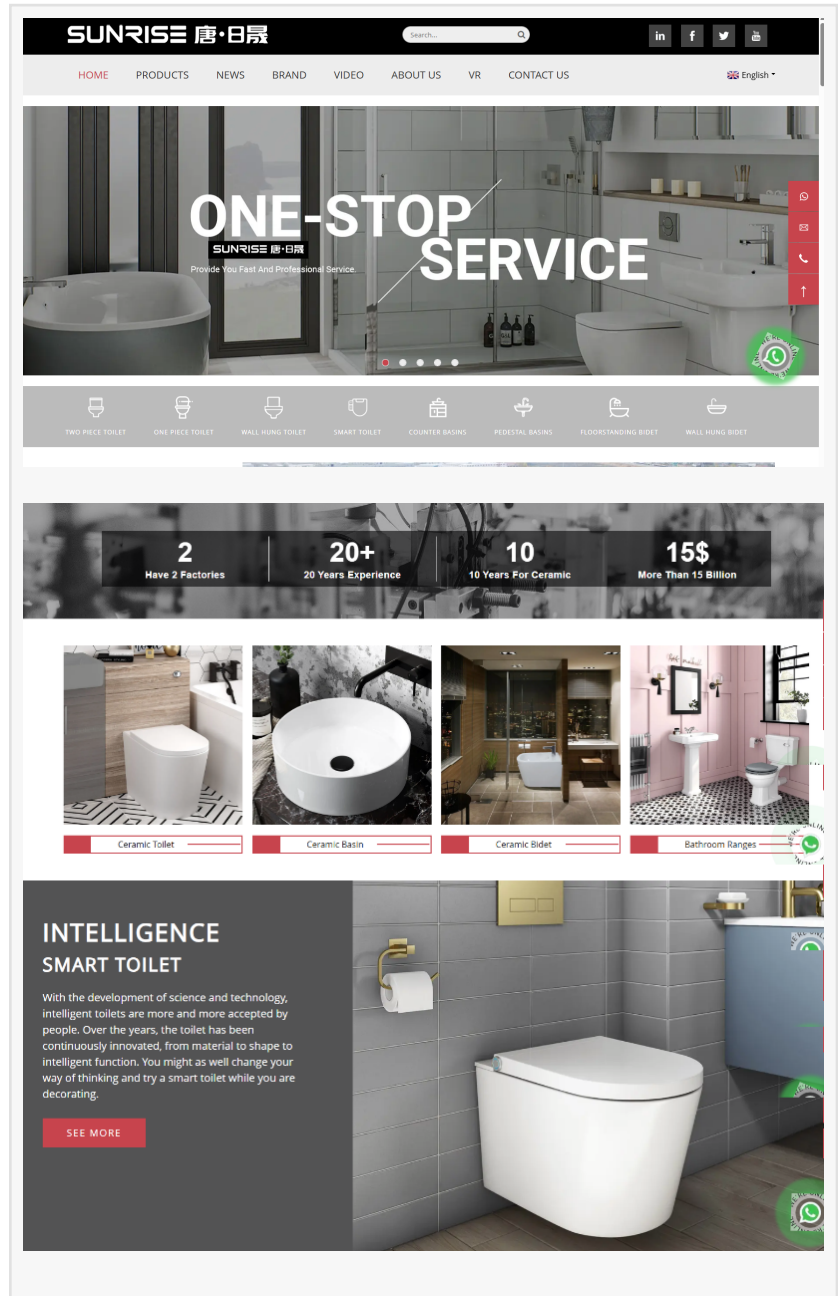 SUNRISE 唐·日晟
Search...
in f
HOME PRODUCTS NEWS BRAND VIDEO ABOUT US VR CONTACT US English
ONE-STOP
SUNRISE 唐·日晟
SERVICE
Provide You Fast And Professional Service.
TWO PIECE TOILET ONE PIECE TOILET WALL HUNG TOILET SMART TOILET COUNTER BASINS PEDESTAL BASINS FLOORSTANDING BIDET WALL HUNG BIDET
2 20+ 10 15$
Have 2 Factories 20 Years Experience 10 Years For Ceramic More Than 15 Billion
Ceramic Toilet Ceramic Basin Ceramic Bidet Bathroom Ranges
INTELLIGENCE
SMART TOILET
With the development of science and technology,
intelligent toilets are more and more accepted by
people. Over the years, the toilet has been
continuously innovated, from material to shape to
intelligent function. You might as well change your
way of thinking and try a smart toilet while you are
decorating.
SEE MORE